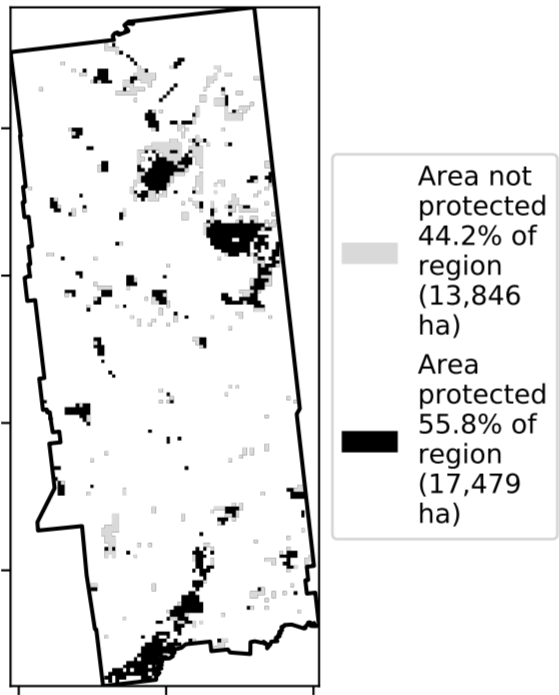 Area not
protected
44.2% of
region
(13,846
ha)
Area
protected
55.8% of
region
(17,479
ha)